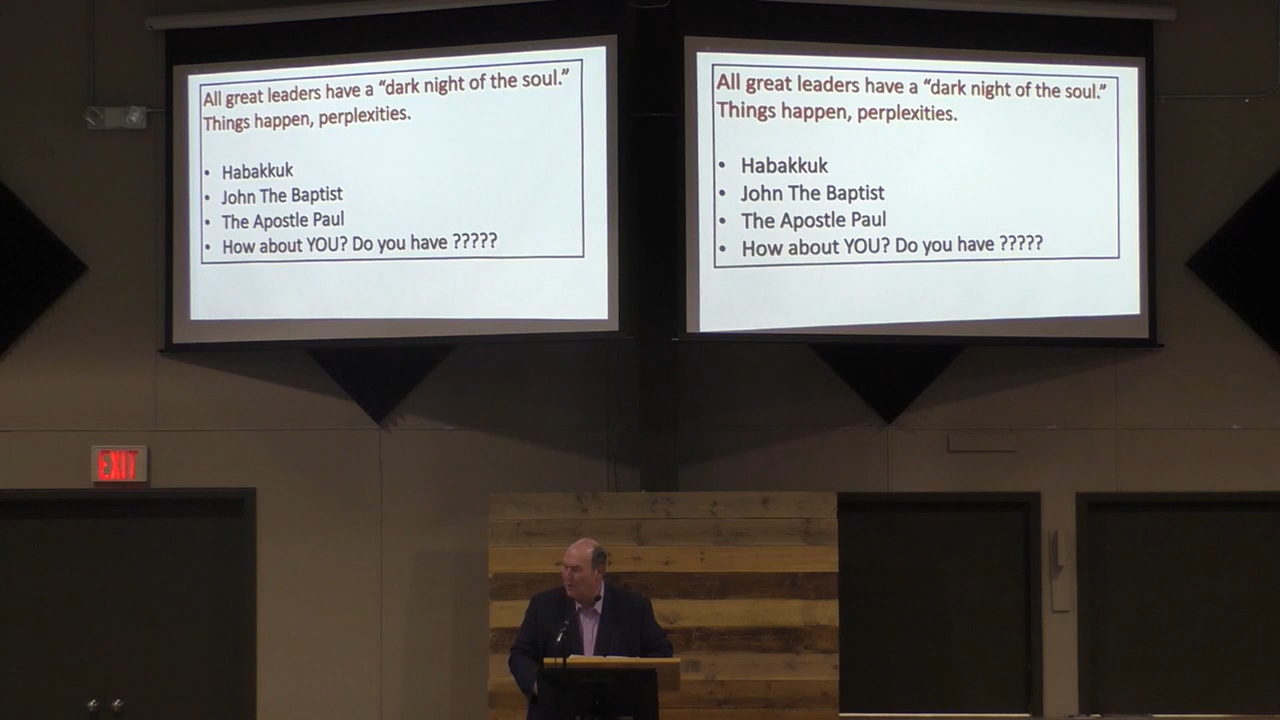 All great leaders have a “dark night of the soul.”
Things happen, perplexities.
• Habakkuk
• John The Baptist
• The Apostle Paul
• How about YOU? Do you have ?????
All great leaders have a “dark night of the soul.”
Things happen, perplexities.
• Habakkuk
• John The Baptist
• The Apostle Paul
• How about YOU? Do you have ?????
EXIT